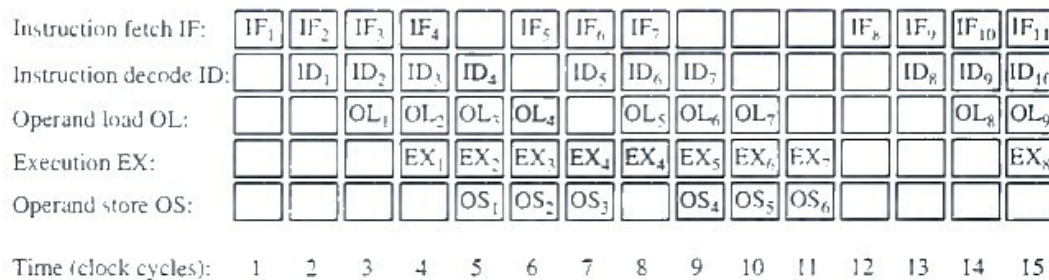 Instruction fetch IF: IF₁ IF₂ IF₃ IF₄ IF₅ IF₆ IF₇ IF₈ IF₉ IF₁₀ IF₁₁
Instruction decode ID: ID₁ ID₂ ID₃ ID₄ ID₅ ID₆ ID₇ ID₈ ID₉ ID₁₀
Operand load OL: OL₁ OL₂ OL₃ OL₄ OL₅ OL₆ OL₇ OL₈ OL₉
Execution EX: EX₁ EX₂ EX₃ EX₄ EX₄ EX₅ EX₆ EX₇ EX₈
Operand store OS: OS₁ OS₂ OS₃ OS₄ OS₅ OS₆
Time (clock cycles): 1 2 3 4 5 6 7 8 9 10 11 12 13 14 15